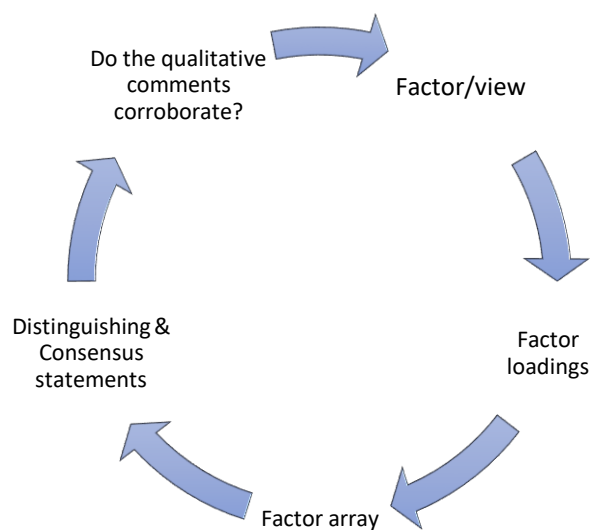 Do the qualitative
comments
corroborate?
Factor/view
Factor
loadings
Factor array
Distinguishing &
Consensus
statements